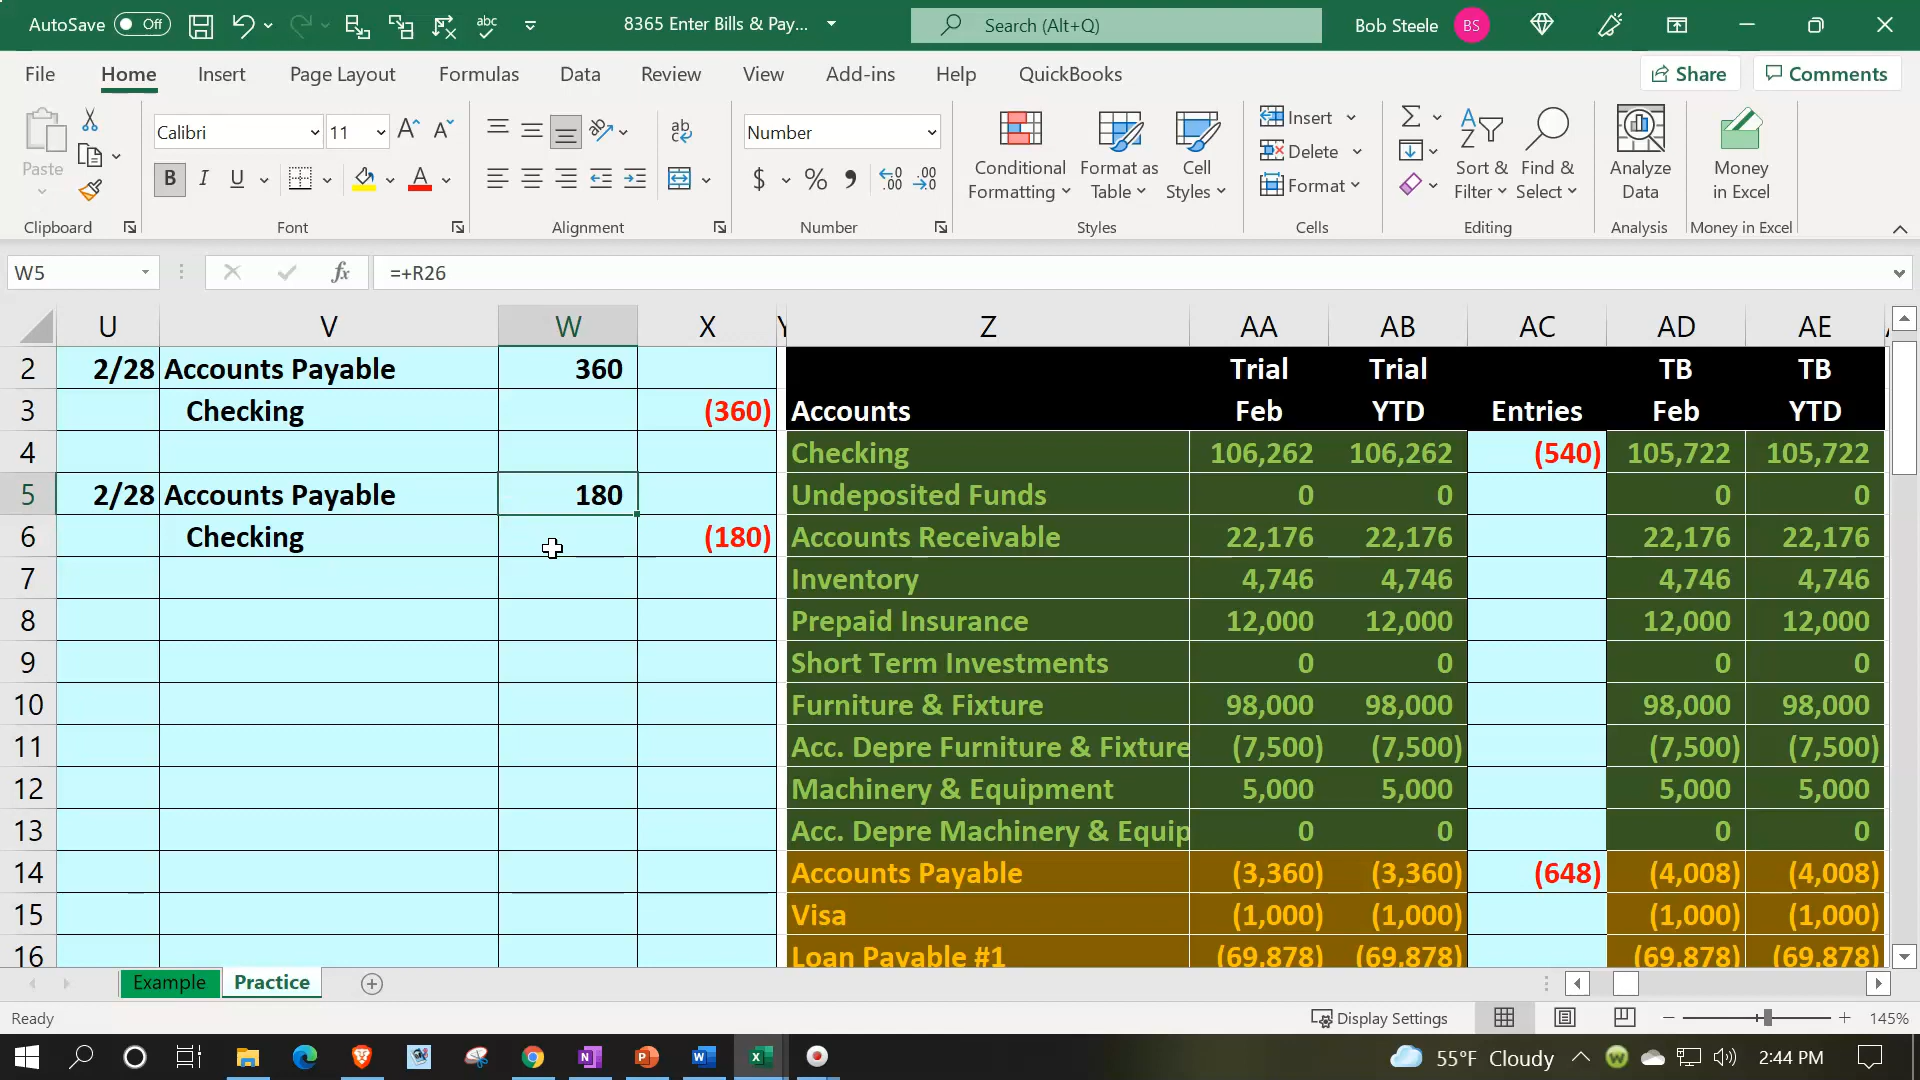 AutoSave Off 8365 Enter Bills & Pay... Search (Alt+Q) Bob Steele BS
File Home Insert Page Layout Formulas Data Review View Add-ins Help QuickBooks Share Comments
Paste Calibri 11 Number Conditional Formatting Format as Table Cell Styles Insert Delete Format Sort & Filter Find & Select Analyze Data Money in Excel
Clipboard Font Alignment Number Styles Cells Editing Analysis Money in Excel
W5 fx =+R26
U V W X Y Z AA AB AC AD AE
2 2/28 Accounts Payable 360 Trial Trial TB TB
3 Checking (360) Accounts Feb YTD Entries Feb YTD
4 Checking 106,262 106,262 (540) 105,722 105,722
5 2/28 Accounts Payable 180 Undeposited Funds 0 0 0 0
6 Checking (180) Accounts Receivable 22,176 22,176 22,176 22,176
7 Inventory 4,746 4,746 4,746 4,746
8 Prepaid Insurance 12,000 12,000 12,000 12,000
9 Short Term Investments 0 0 0 0
10 Furniture & Fixture 98,000 98,000 98,000 98,000
11 Acc. Depre Furniture & Fixture (7,500) (7,500) (7,500) (7,500)
12 Machinery & Equipment 5,000 5,000 5,000 5,000
13 Acc. Depre Machinery & Equip 0 0 0 0
14 Accounts Payable (3,360) (3,360) (648) (4,008) (4,008)
15 Visa (1,000) (1,000) (1,000) (1,000)
16 Loan Payable #1 (69,878) (69,878) (69,878) (69,878)
Example Practice
Ready Display Settings 145%
55°F Cloudy 2:44 PM